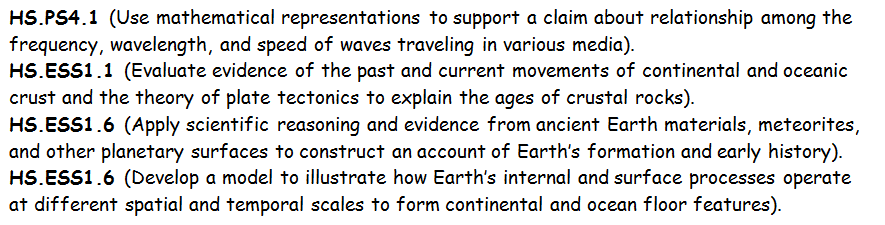 HS.PS4.1 (Use mathematical representations to support a claim about relationship among the
frequency, wavelength, and speed of waves traveling in various media).
HS.ESS1.1 (Evaluate evidence of the past and current movements of continental and oceanic
crust and the theory of plate tectonics to explain the ages of crustal rocks).
HS.ESS1.6 (Apply scientific reasoning and evidence from ancient Earth materials, meteorites,
and other planetary surfaces to construct an account of Earth's formation and early history).
HS.ESS1.6 (Develop a model to illustrate how Earth's internal and surface processes operate
at different spatial and temporal scales to form continental and ocean floor features).